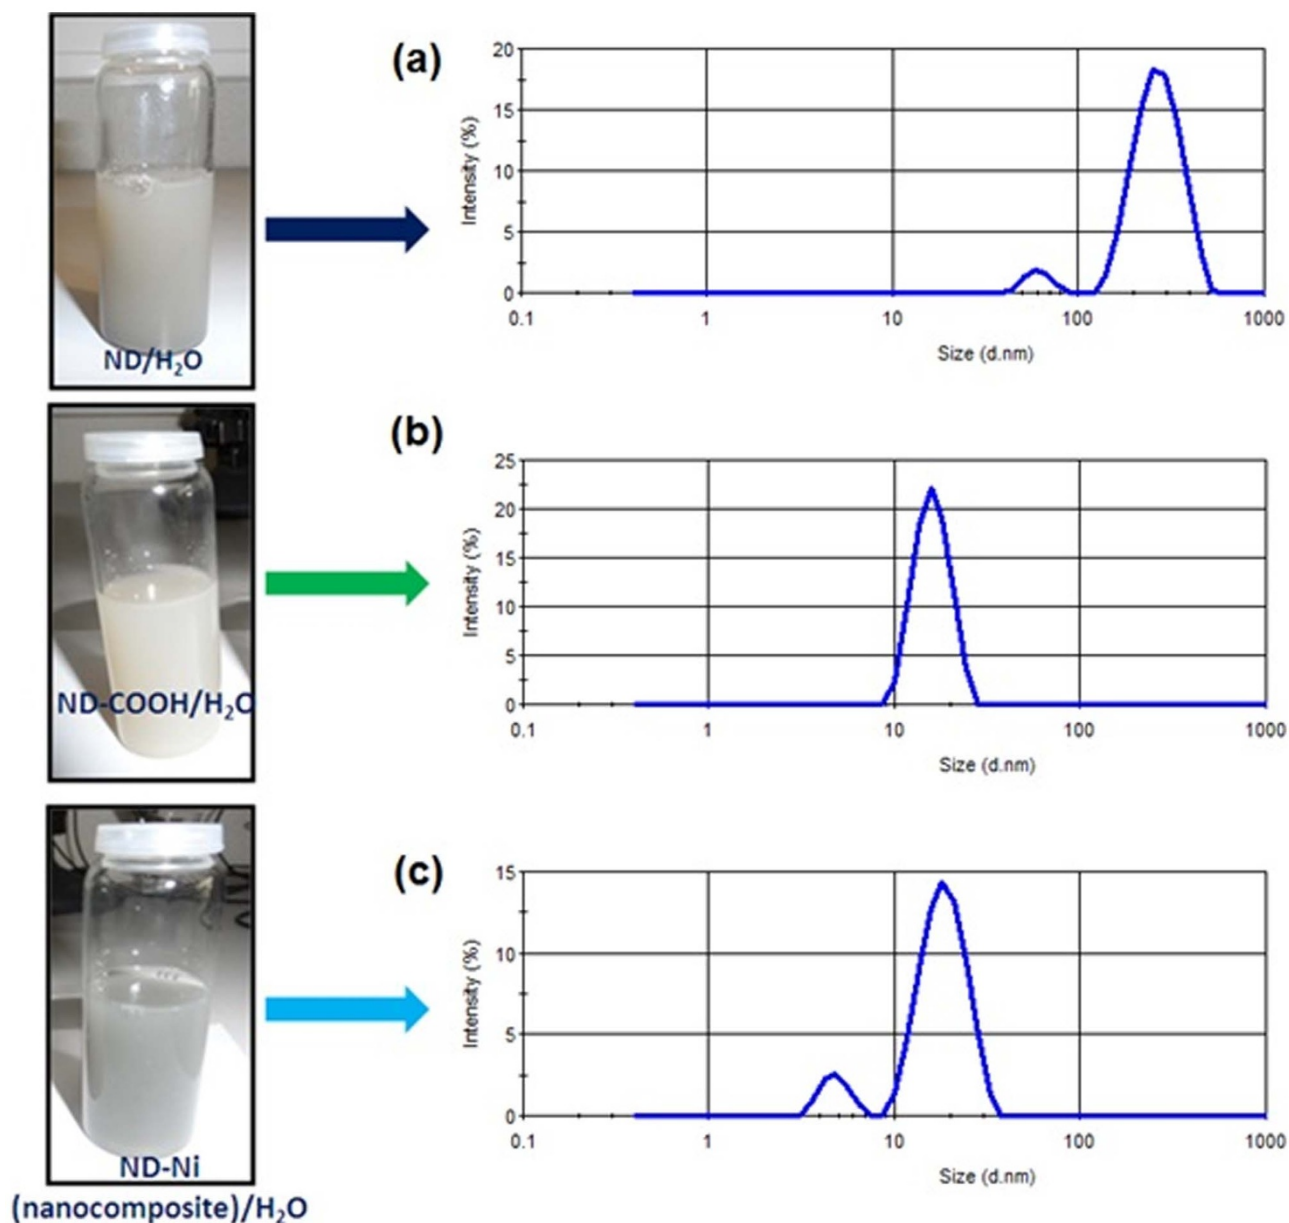 (a)
20
15
10
5
0
Intensity (%)
0.1 1 10 100 1000
Size (d.nm)
ND/H₂O
(b)
25
20
15
10
5
0
Intensity (%)
0.1 1 10 100 1000
Size (d.nm)
ND-COOH/H₂O
(c)
15
10
5
0
Intensity (%)
0.1 1 10 100 1000
Size (d.nm)
ND-Ni
(nanocomposite)/H₂O